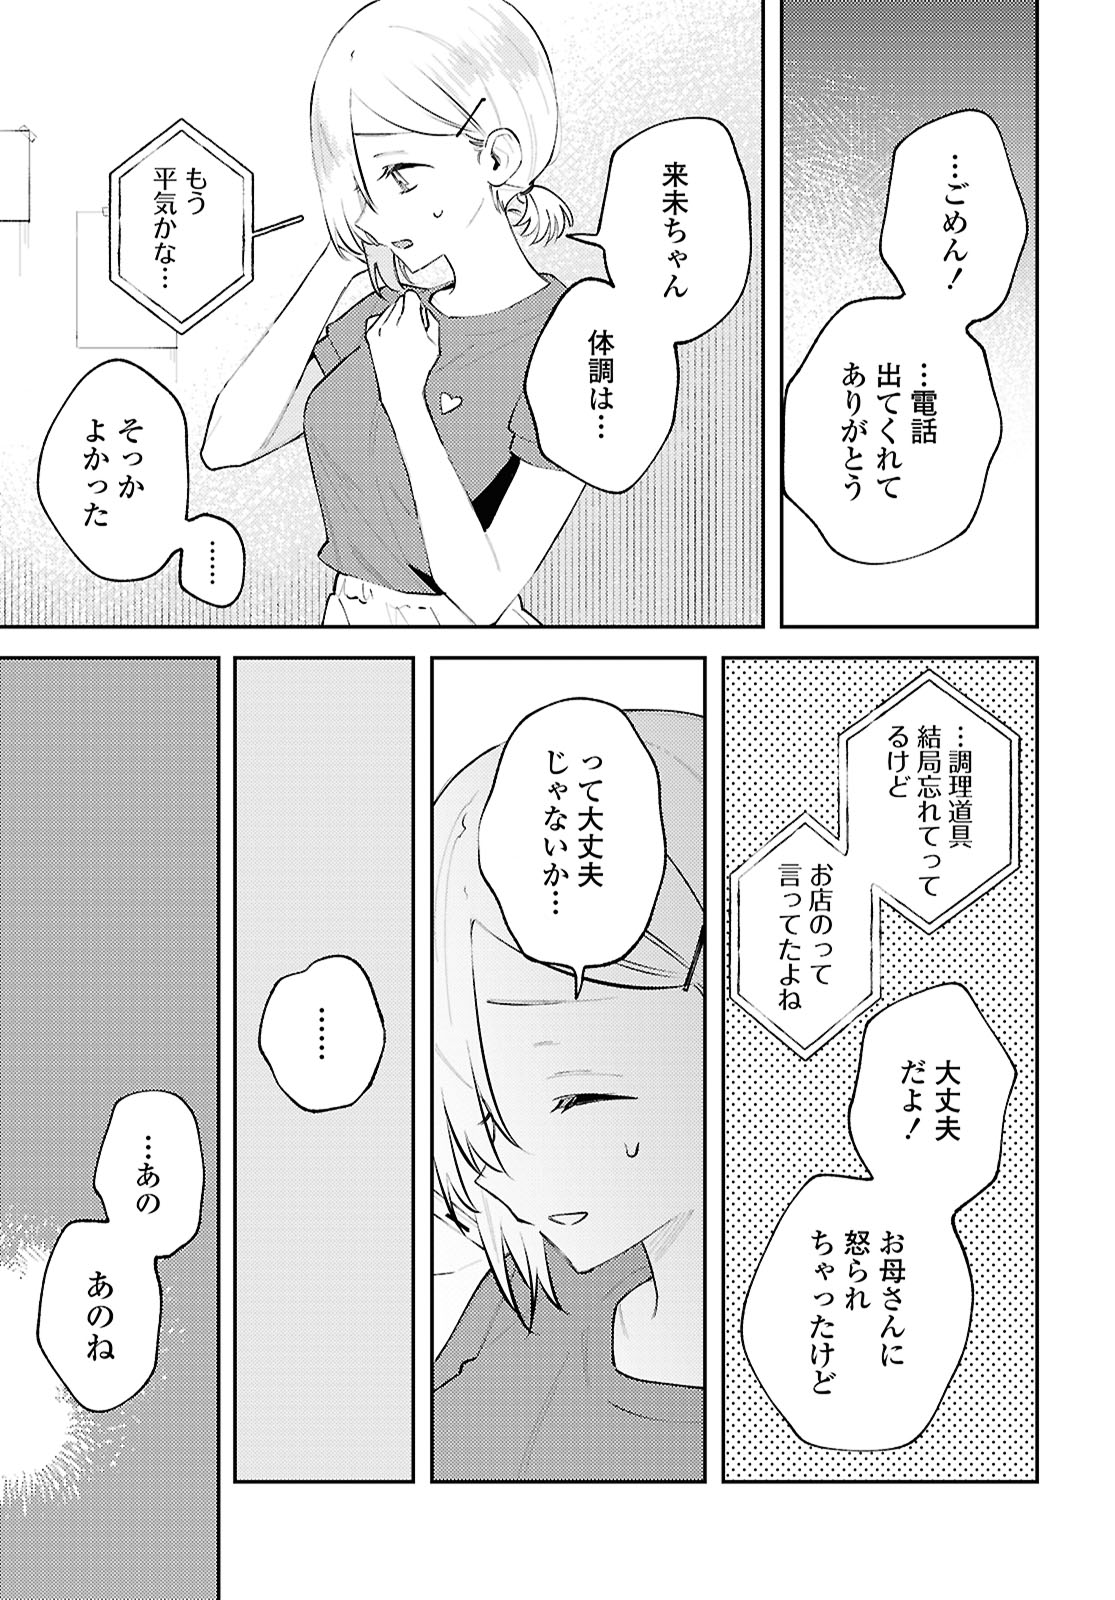 …ごめん！
…電話
出てくれて
ありがとう
来未ちゃん
体調は…
もう
平気かな…
そっか
よかった
……
…調理道具
結局忘れてって
るけど
お店のって
言ってたよね
大丈夫
だよ！
お母さんに
怒られ
ちゃったけど
って大丈夫
じゃないか…
……
…あの
あのね